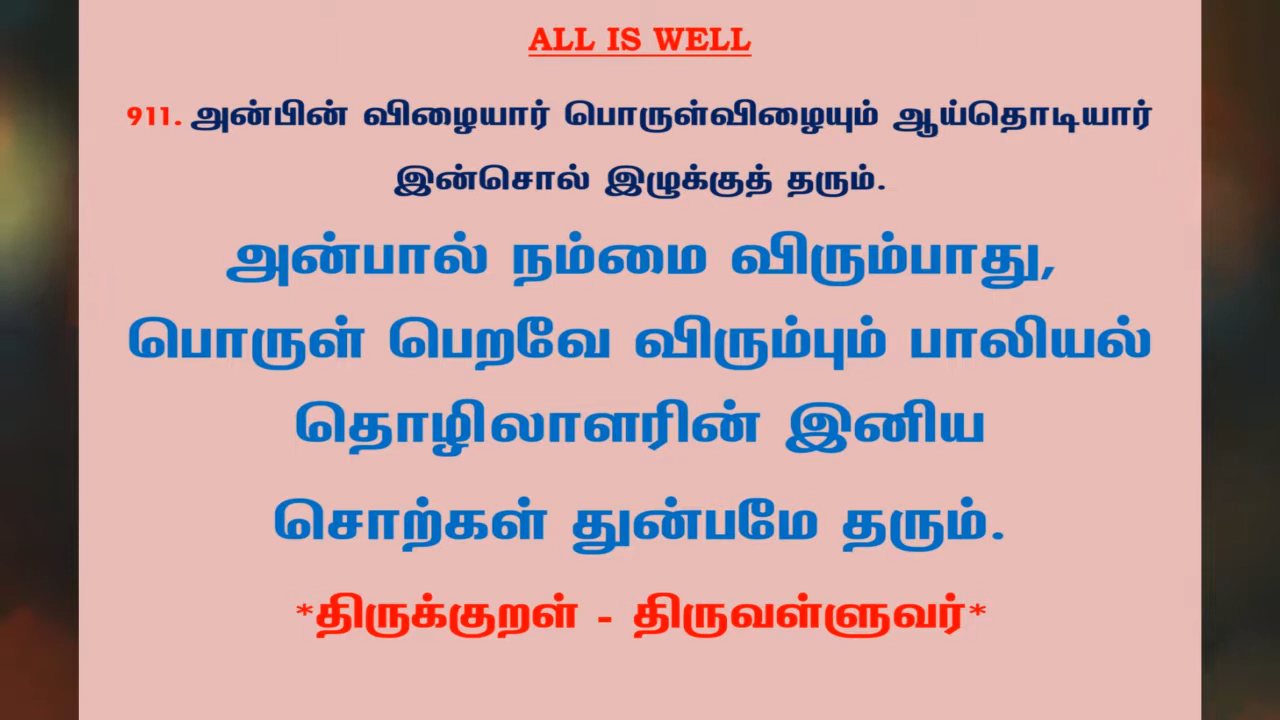 ALL IS WELL
911. அன்பின் விழையார் பொருள்விழையும் ஆய்தொடியார்
இன்சொல் இழுக்குத் தரும்.
அன்பால் நம்மை விரும்பாது,
பொருள் பெறவே விரும்பும் பாலியல்
தொழிலாளரின் இனிய
சொற்கள் துன்பமே தரும்.
*திருக்குறள் - திருவள்ளுவர்*